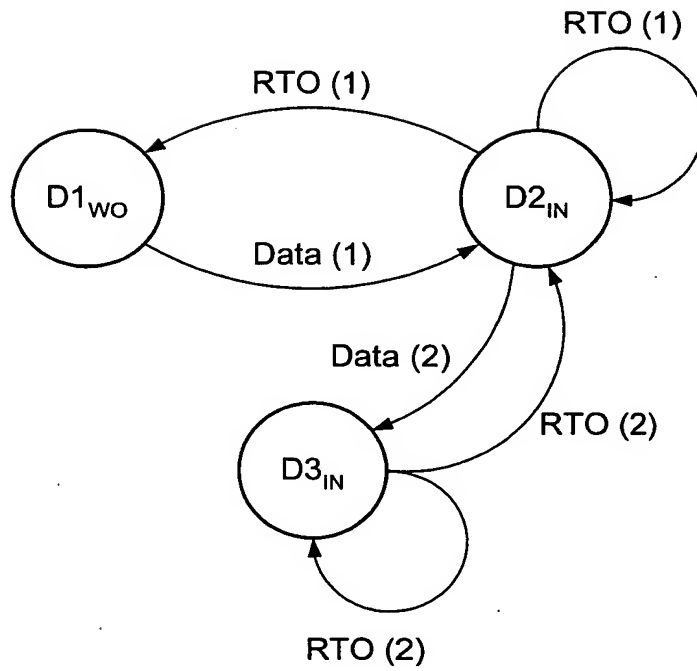 RTO (1)
RTO (1)
D1WO
D2IN
Data (1)
Data (2)
RTO (2)
D3IN
RTO (2)